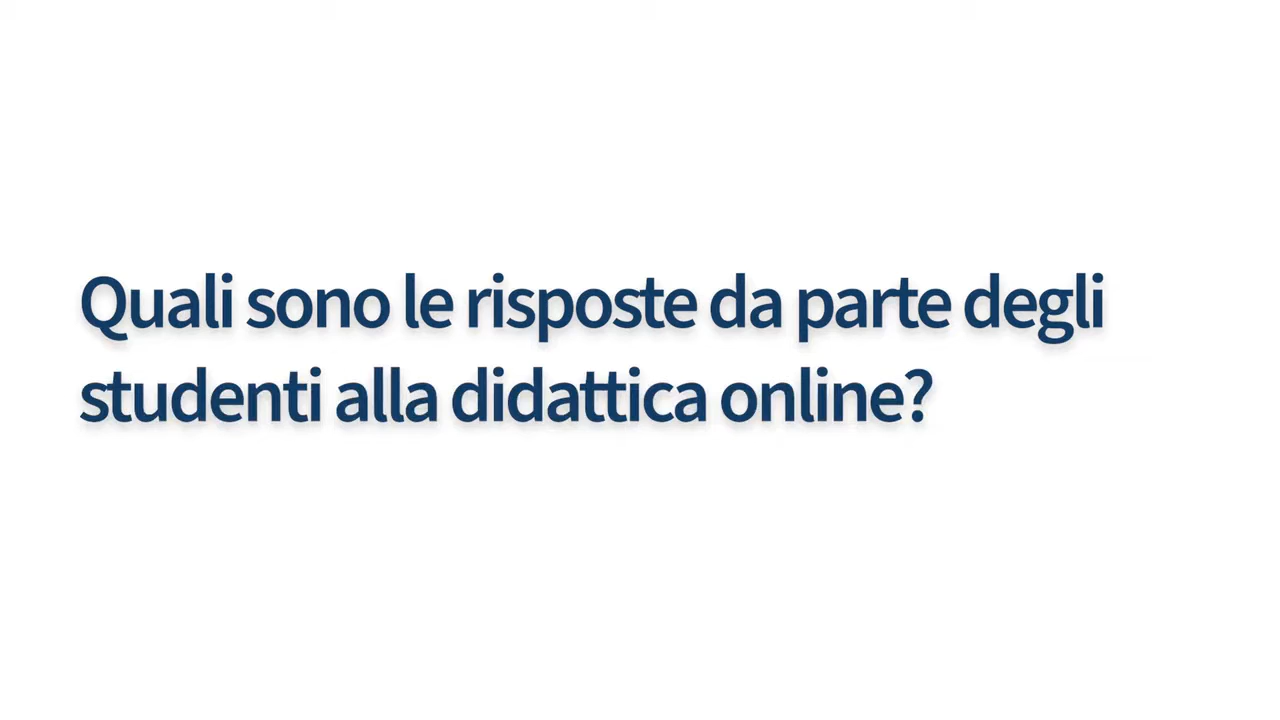 Quali sono le risposte da parte degli
studenti alla didattica online?